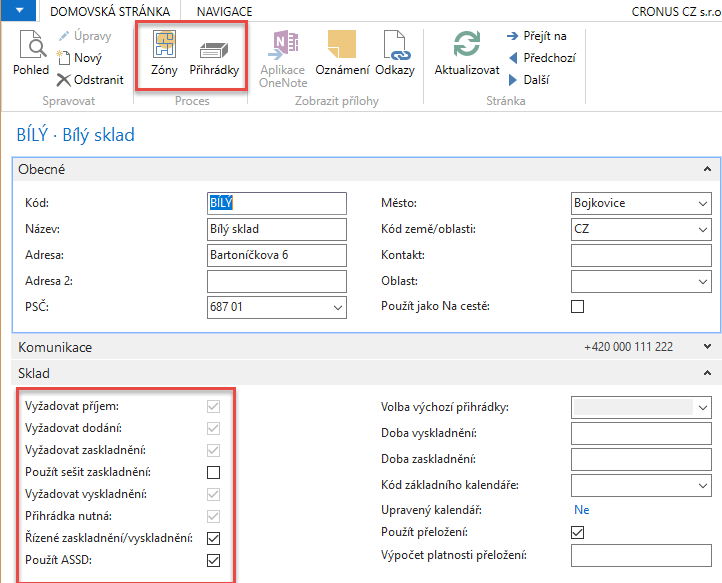 DOMOVSKÁ STRÁNKA NAVIGACE CRONUS CZ s.r.o
Pohled
Úpravy
Nový
Odstranit
Spravovat
Zóny
Přihrádky
Proces
Aplikace
OneNote
Oznámení
Odkazy
Zobrazit přílohy
Aktualizovat
Přejít na
Předchozí
Další
Stránka
BÍLÝ · Bílý sklad
Obecné
Kód: BÍLÝ
Název: Bílý sklad
Adresa: Bartoníčkova 6
Adresa 2:
PSČ: 687 01
Město: Bojkovice
Kód země/oblasti: CZ
Kontakt:
Oblast:
Použít jako Na cestě:
Komunikace +420 000 111 222
Sklad
Vyžadovat příjem:
Vyžadovat dodání:
Vyžadovat zaskladnění:
Použít sešit zaskladnění:
Vyžadovat vyskladnění:
Přihrádka nutná:
Řízené zaskladnění/vyskladnění:
Použít ASSD:
Volba výchozí přihrádky:
Doba vyskladnění:
Doba zaskladnění:
Kód základního kalendáře:
Upravený kalendář: Ne
Použít přeložení:
Výpočet platnosti přeložení: